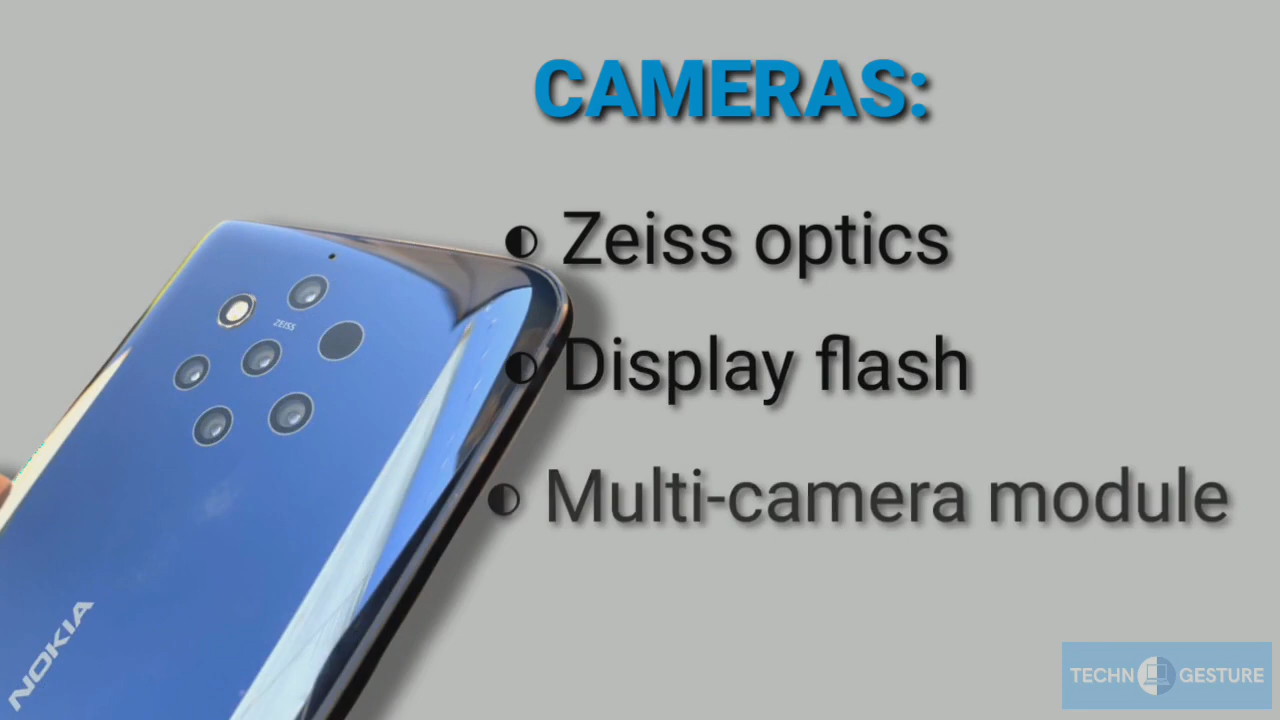 CAMERAS:
Zeiss optics
Display flash
Multi-camera module
ZEISS
NOKIA
TECHN GESTURE